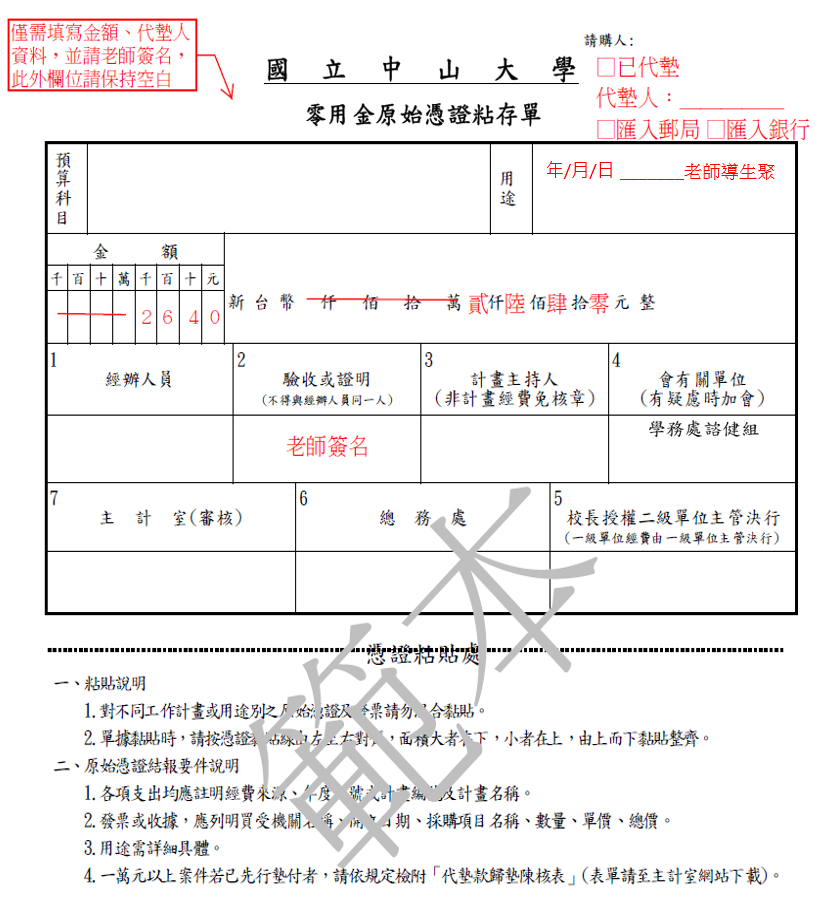 僅需填寫金額、代墊人
資料，並請老師簽名，
此外欄位請保持空白
請購人:
□已代墊
代墊人：__________
□匯入郵局 □匯入銀行
國立中山大學
零用金原始憑證粘存單
預算科目
用途
年/月/日 _______老師導生聚
金額
千 百 十 萬 千 百 十 元
2 6 4 0
新台幣 仟 佰 拾 萬 貳仟陸佰肆拾零元整
1 經辦人員
2 驗收或證明
(不得與經辦人員同一人)
3 計畫主持人
(非計畫經費免核章)
4 會有關單位
(有疑慮時加會)
老師簽名
學務處諮健組
7 主計室(審核)
6 總務處
5 校長授權二級單位主管決行
(一級單位經費由一級單位主管決行)
憑證粘貼處
一、粘貼說明
1.對不同工作計畫或用途別之原始憑證及發票請勿混合黏貼。
2.單據黏貼時，請按憑證黏貼線由左至右對齊，面積大者在下，小者在上，由上而下黏貼整齊。
二、原始憑證結報要件說明
1.各項支出均應註明經費來源、年度、號或計畫編號及計畫名稱。
2.發票或收據，應列明買受機關名稱、開立日期、採購項目名稱、數量、單價、總價。
3.用途需詳細具體。
4.一萬元以上案件若已先行墊付者，請依規定檢附「代墊款歸墊陳核表」(表單請至主計室網站下載)。
範本